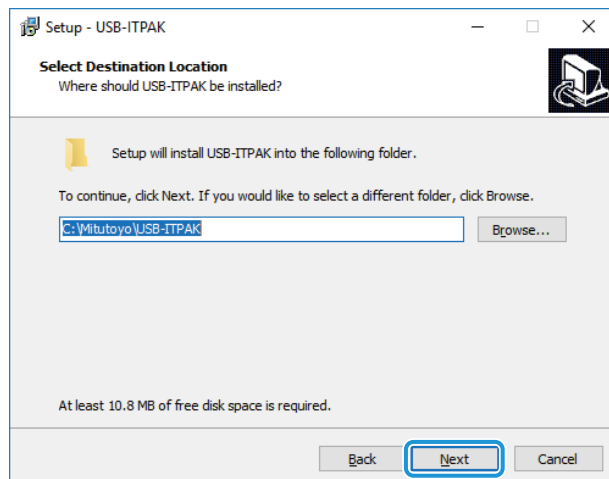 Setup - USB-ITPAK
Select Destination Location
Where should USB-ITPAK be installed?
Setup will install USB-ITPAK into the following folder.
To continue, click Next. If you would like to select a different folder, click Browse.
C:\Mitutoyo\USB-ITPAK
Browse...
At least 10.8 MB of free disk space is required.
Back Next Cancel